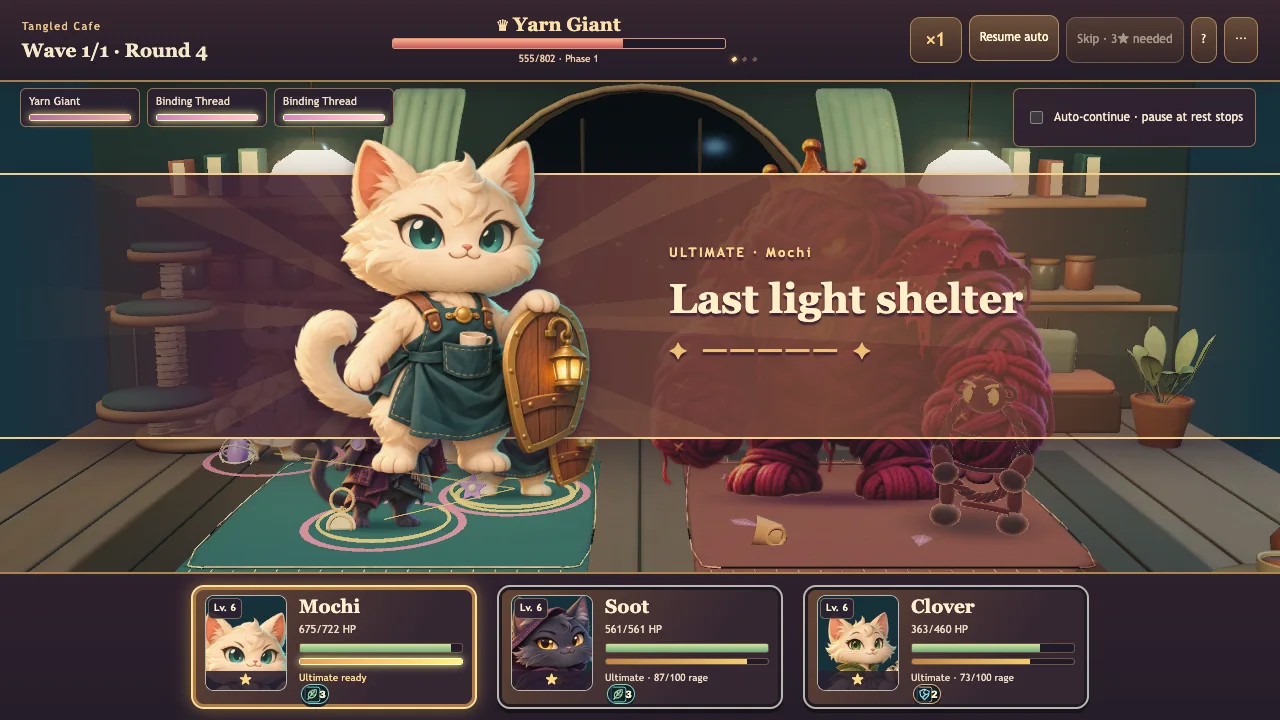 Tangled Cafe
Wave 1/1 · Round 4
Yarn Giant
555/802 · Phase 1
×1
Resume auto
Skip · 3★ needed
?
...
Yarn Giant
Binding Thread
Binding Thread
Auto-continue · pause at rest stops
ULTIMATE · Mochi
Last light shelter
Lv. 6
Mochi
675/722 HP
Ultimate ready
3
Lv. 6
Soot
561/561 HP
Ultimate · 87/100 rage
3
Lv. 6
Clover
363/460 HP
Ultimate · 73/100 rage
2